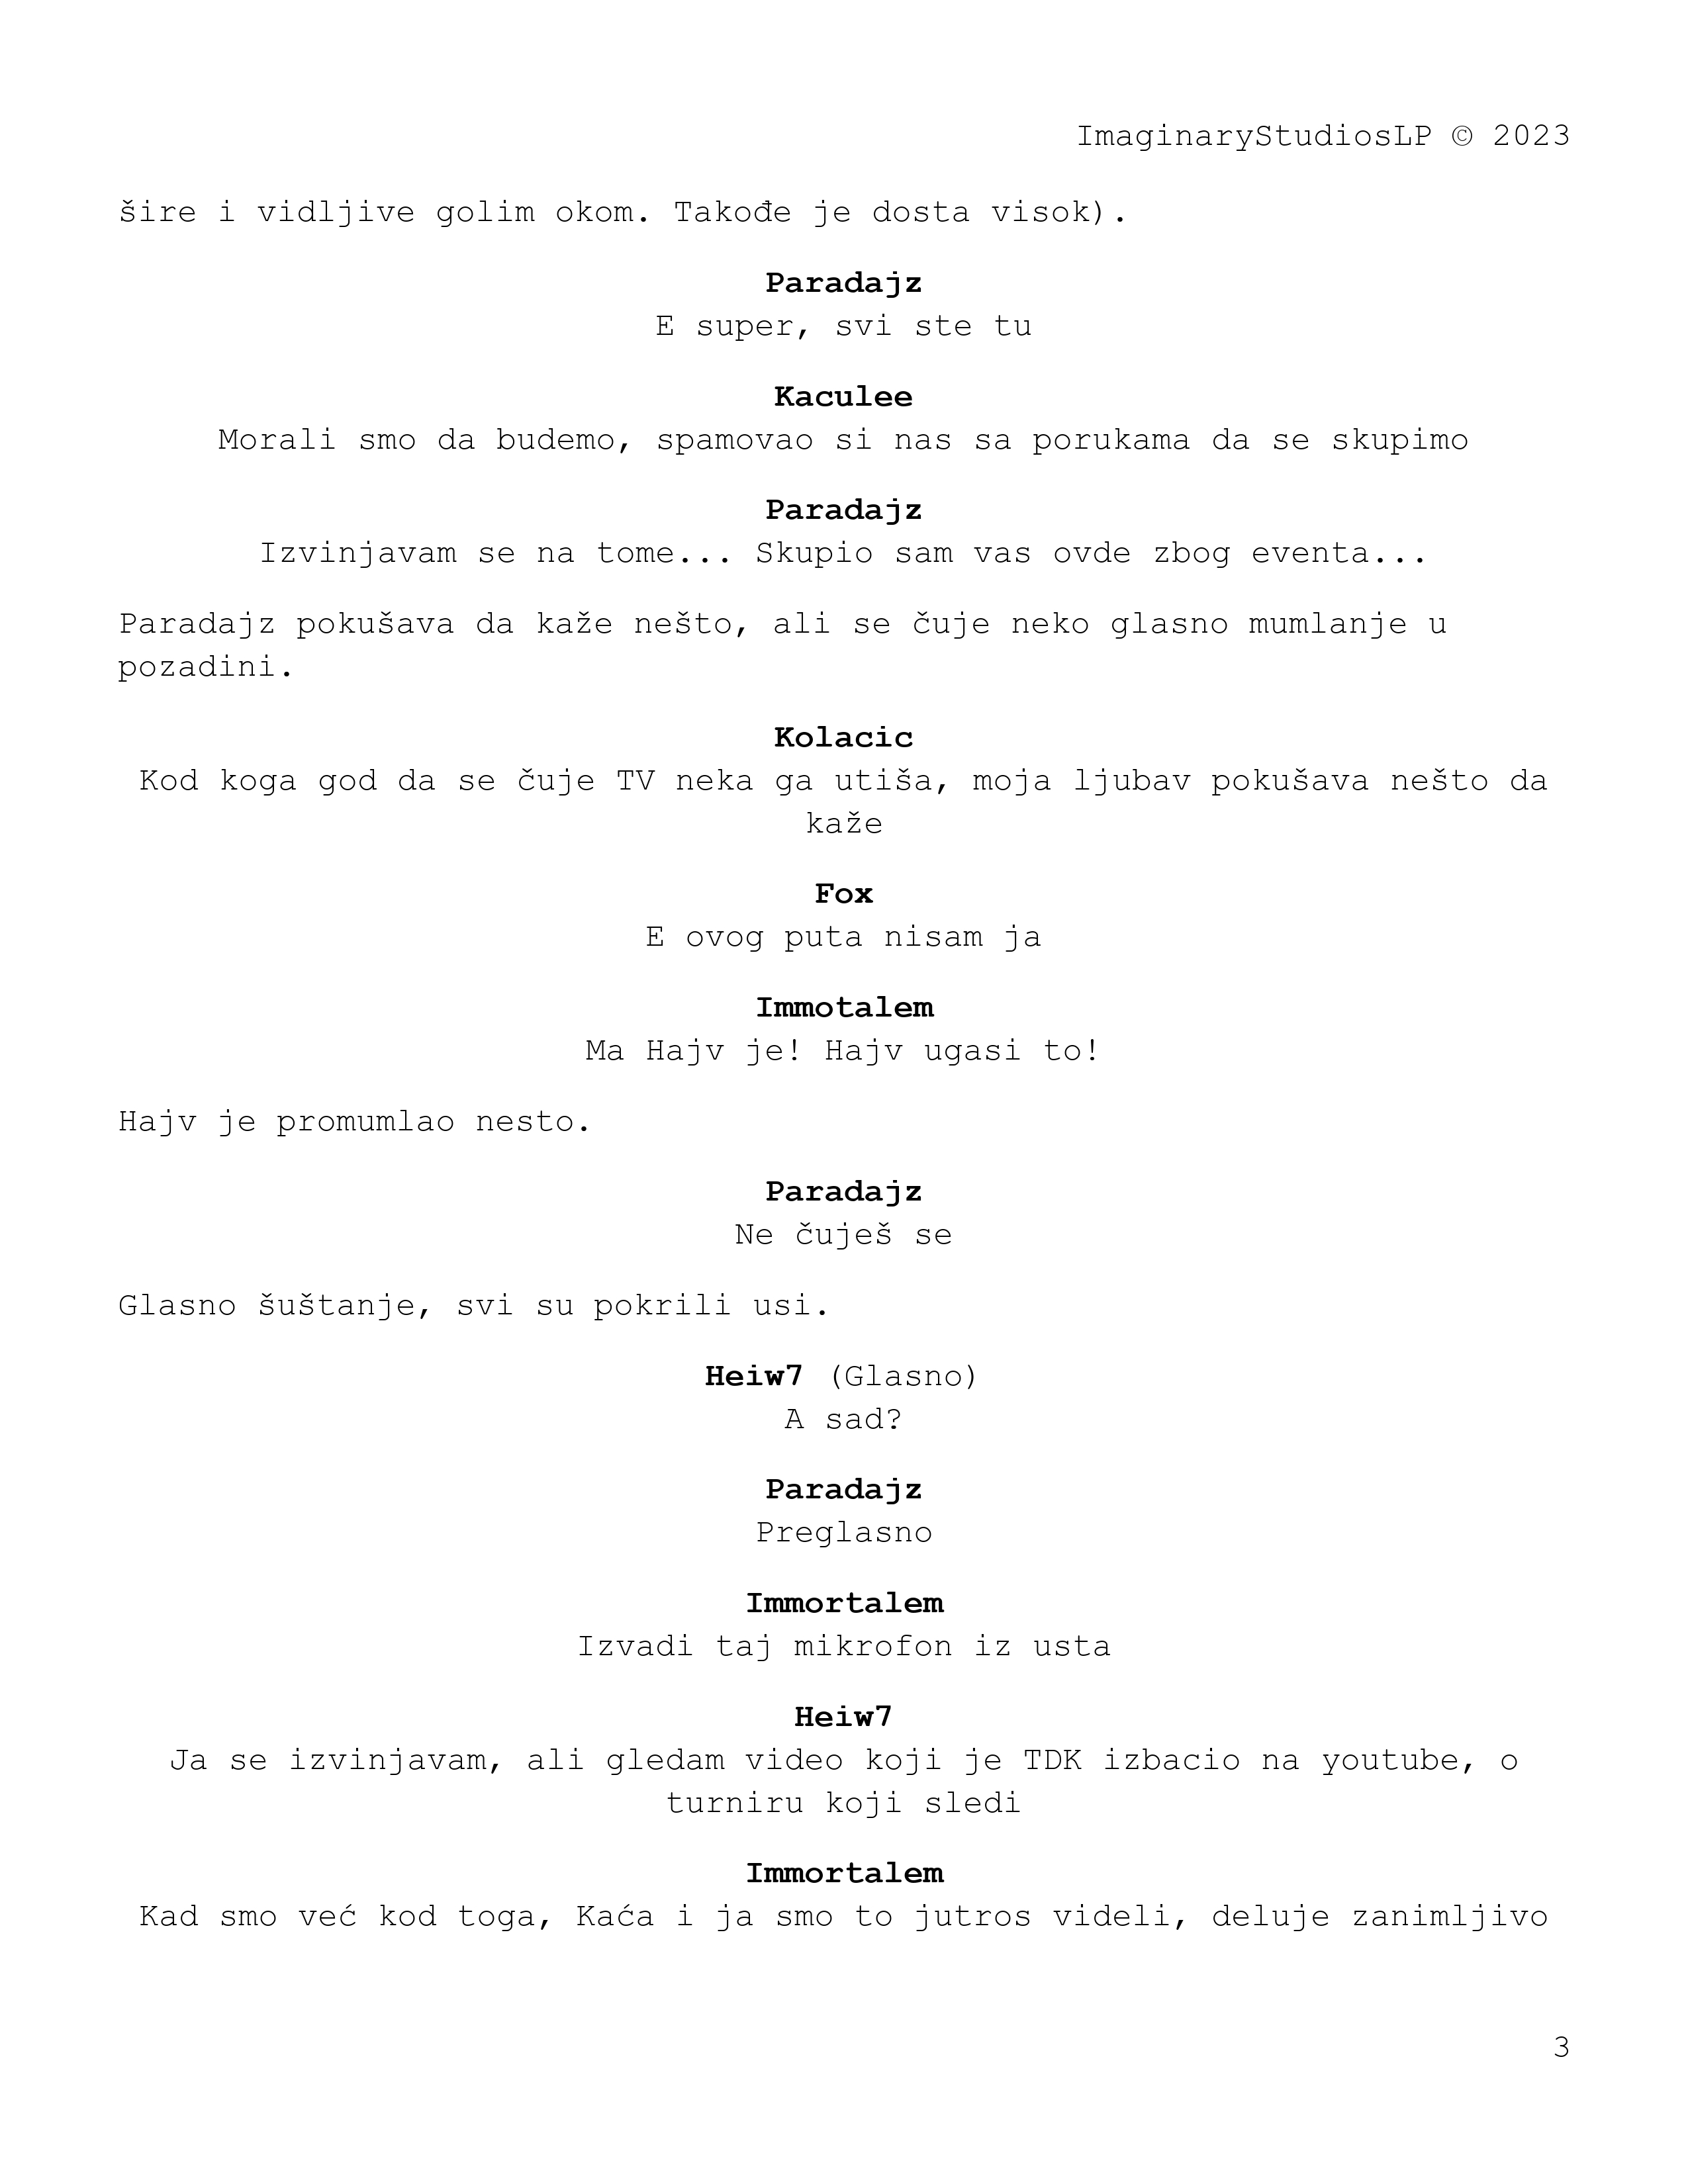 ImaginaryStudiosLP © 2023
šire i vidljive golim okom. Takođe je dosta visok).
Paradajz
E super, svi ste tu
Kaculee
Morali smo da budemo, spamovao si nas sa porukama da se skupimo
Paradajz
Izvinjavam se na tome... Skupio sam vas ovde zbog eventa...
Paradajz pokušava da kaže nešto, ali se čuje neko glasno mumlanje u
pozadini.
Kolacic
Kod koga god da se čuje TV neka ga utiša, moja ljubav pokušava nešto da
kaže
Fox
E ovog puta nisam ja
Immotalem
Ma Hajv je! Hajv ugasi to!
Hajv je promumlao nesto.
Paradajz
Ne čuješ se
Glasno šuštanje, svi su pokrili usi.
Heiw7 (Glasno)
A sad?
Paradajz
Preglasno
Immortalem
Izvadi taj mikrofon iz usta
Heiw7
Ja se izvinjavam, ali gledam video koji je TDK izbacio na youtube, o
turniru koji sledi
Immortalem
Kad smo već kod toga, Kaća i ja smo to jutros videli, deluje zanimljivo
3